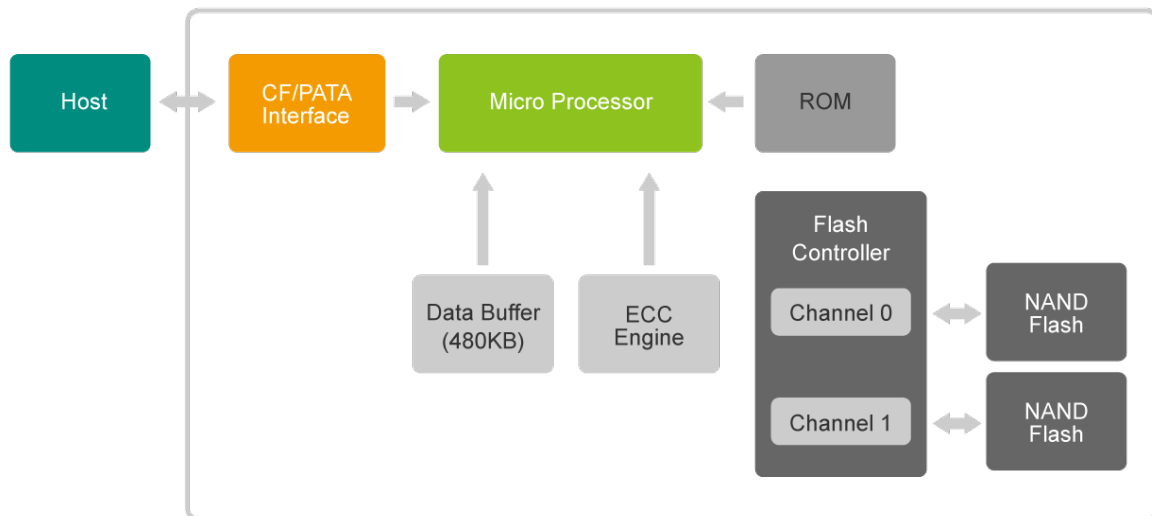 Host
CF/PATA
Interface
Micro Processor
ROM
Data Buffer
(480KB)
ECC
Engine
Flash
Controller
Channel 0
Channel 1
NAND
Flash
NAND
Flash